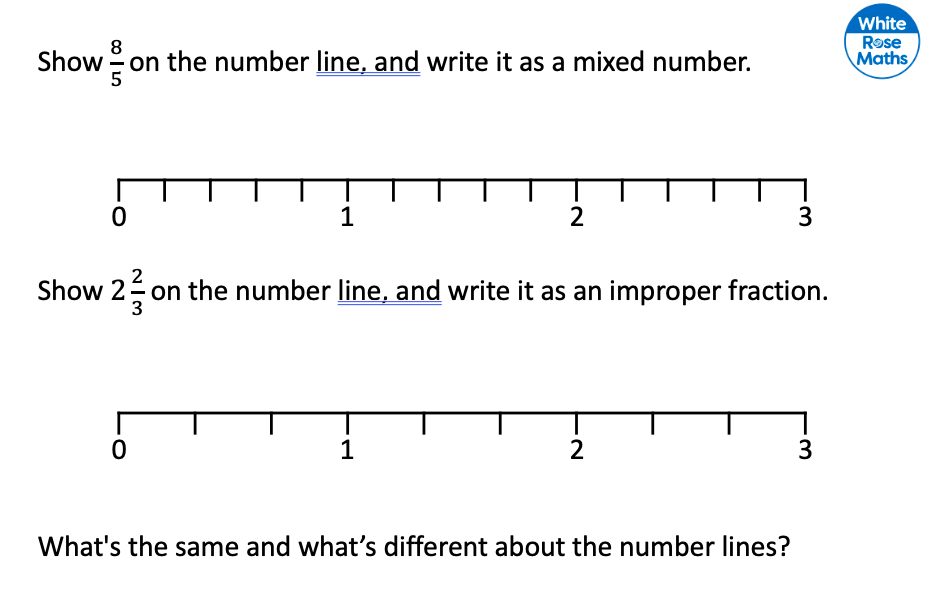 White
Rose
Maths
Show 8/5 on the number line, and write it as a mixed number.
0 1 2 3
Show 2 2/3 on the number line, and write it as an improper fraction.
0 1 2 3
What's the same and what’s different about the number lines?